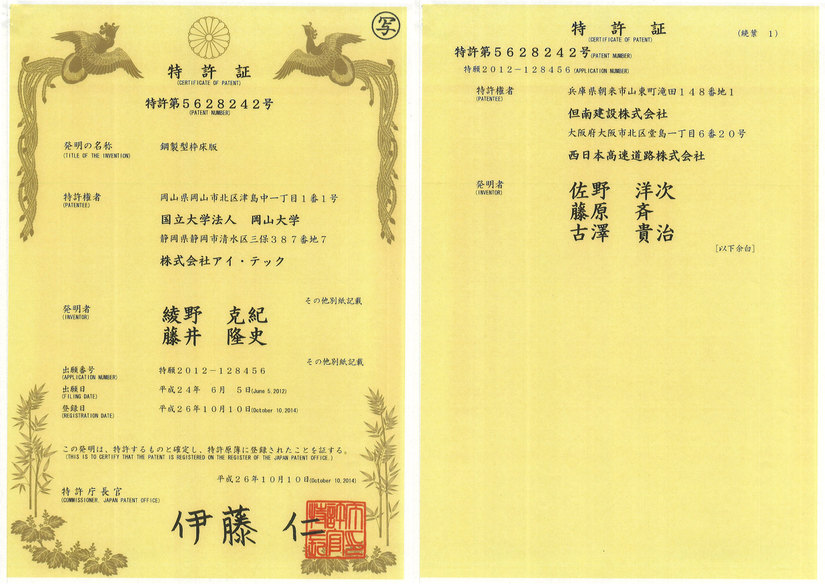 写
特許証
(CERTIFICATE OF PATENT)
特許第5628242号
(PATENT NUMBER)
発明の名称
(TITLE OF THE INVENTION)
鋼製型枠床版
特許権者
(PATENTEE)
岡山県岡山市北区津島中一丁目1番1号
国立大学法人 岡山大学
静岡県静岡市清水区三保387番地7
株式会社アイ・テック
発明者
(INVENTOR)
その他別紙記載
綾野 克紀
藤井 隆史
その他別紙記載
出願番号
(APPLICATION NUMBER)
特願2012-128456
出願日
(FILING DATE)
平成24年 6月 5日(June 5,2012)
登録日
(REGISTRATION DATE)
平成26年10月10日(October 10,2014)
この発明は、特許するものと確定し、特許原簿に登録されたことを証する。
(THIS IS TO CERTIFY THAT THE PATENT IS REGISTERED ON THE REGISTER OF THE JAPAN PATENT OFFICE.)
平成26年10月10日(October 10,2014)
特許庁長官
(COMMISSIONER, JAPAN PATENT OFFICE)
伊藤 仁
特許証
(CERTIFICATE OF PATENT)
(続葉 1)
特許第5628242号(PATENT NUMBER)
特願2012-128456(APPLICATION NUMBER)
特許権者
(PATENTEE)
兵庫県朝来市山東町滝田148番地1
但南建設株式会社
大阪府大阪市北区堂島一丁目6番20号
西日本高速道路株式会社
発明者
(INVENTOR)
佐野 洋次
藤原 斉
古澤 貴治
[以下余白]